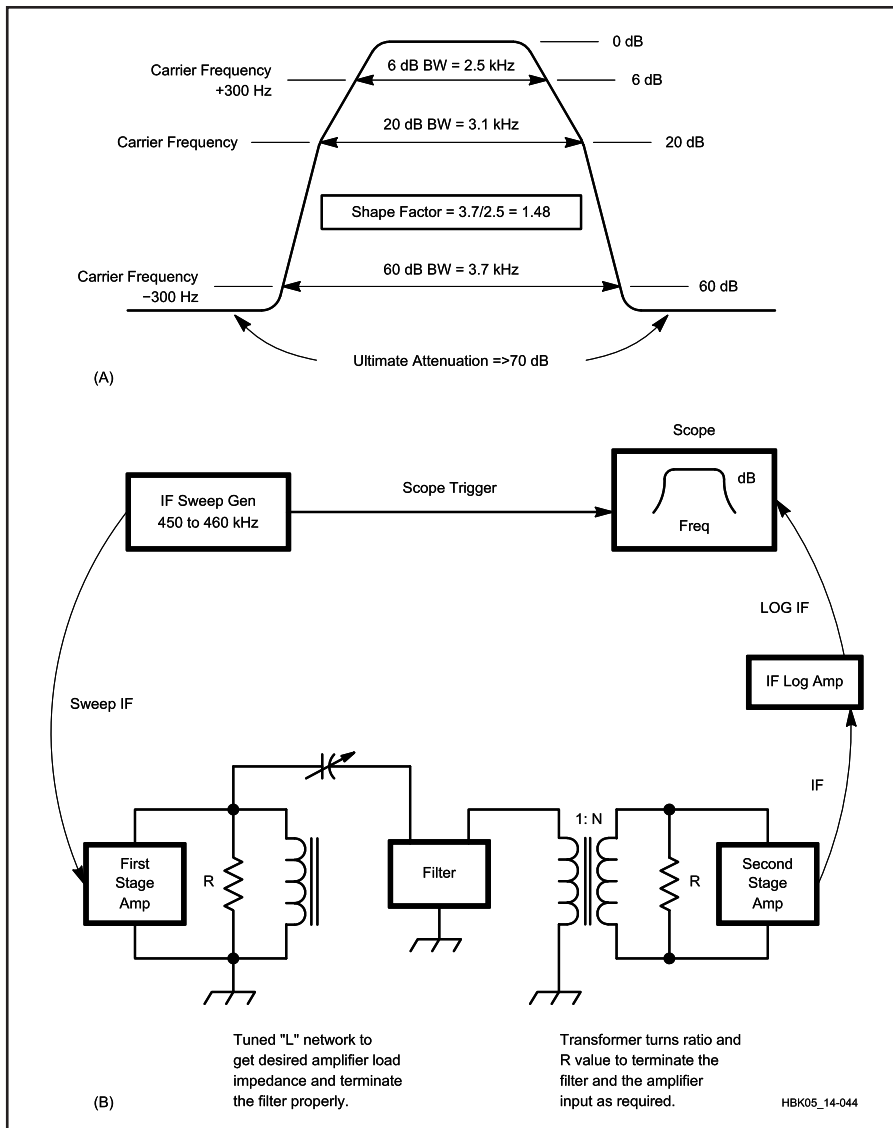 0 dB
Carrier Frequency
+300 Hz
6 dB BW = 2.5 kHz
6 dB
Carrier Frequency
20 dB BW = 3.1 kHz
20 dB
Shape Factor = 3.7/2.5 = 1.48
Carrier Frequency
−300 Hz
60 dB BW = 3.7 kHz
60 dB
Ultimate Attenuation =>70 dB
(A)
Scope
IF Sweep Gen
450 to 460 kHz
Scope Trigger
dB
Freq
LOG IF
IF Log Amp
Sweep IF
IF
First
Stage
Amp
R
Filter
1: N
R
Second
Stage
Amp
Tuned "L" network to
get desired amplifier load
impedance and terminate
the filter properly.
Transformer turns ratio and
R value to terminate the
filter and the amplifier
input as required.
(B)
HBK05_14-044